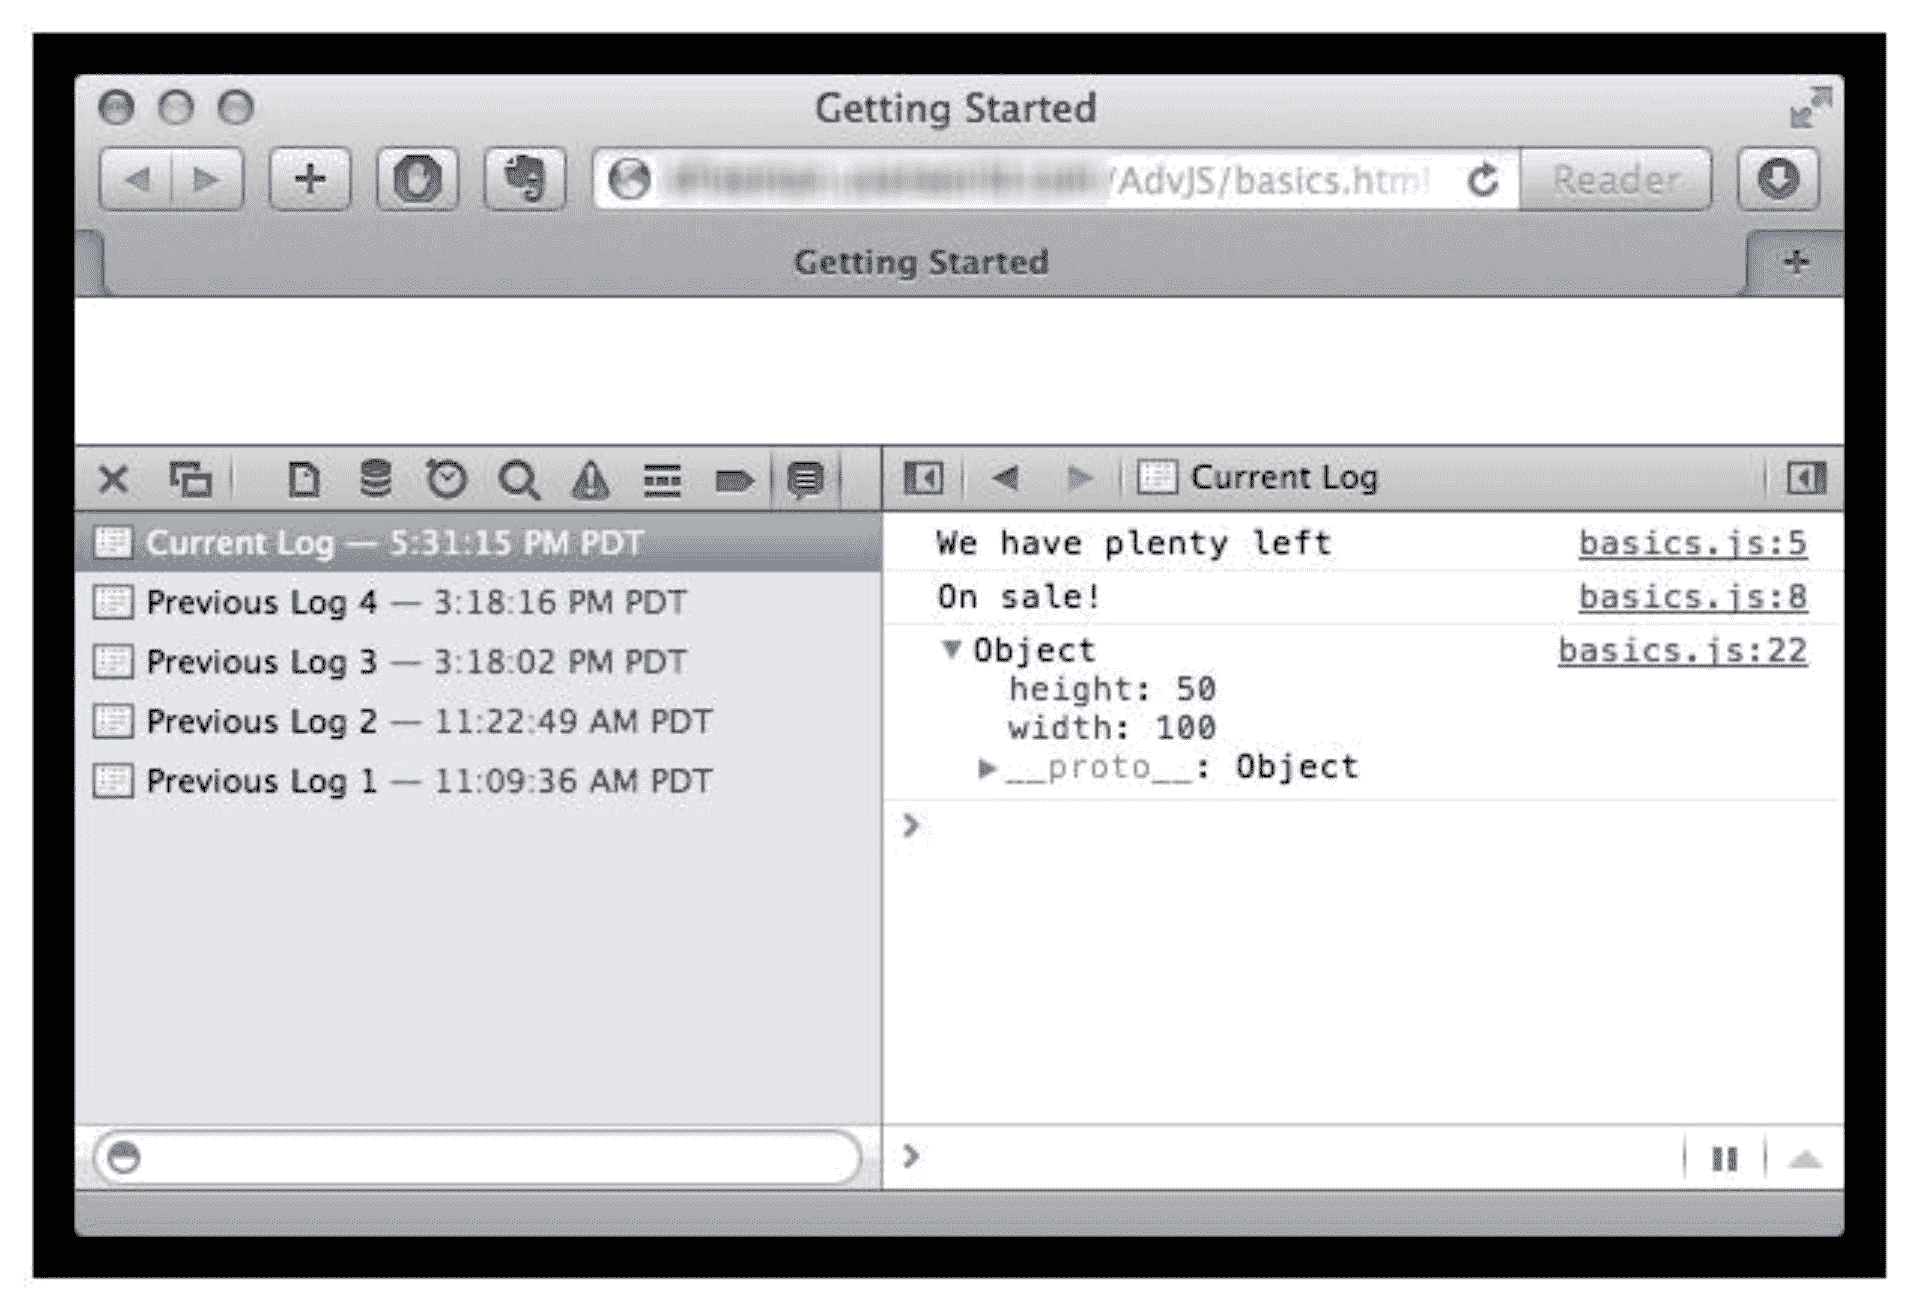 Getting Started
/AdvJS/basics.html
Reader
Getting Started
Current Log
Current Log — 5:31:15 PM PDT
Previous Log 4 — 3:18:16 PM PDT
Previous Log 3 — 3:18:02 PM PDT
Previous Log 2 — 11:22:49 AM PDT
Previous Log 1 — 11:09:36 AM PDT
We have plenty left basics.js:5
On sale! basics.js:8
Object basics.js:22
height: 50
width: 100
__proto__: Object